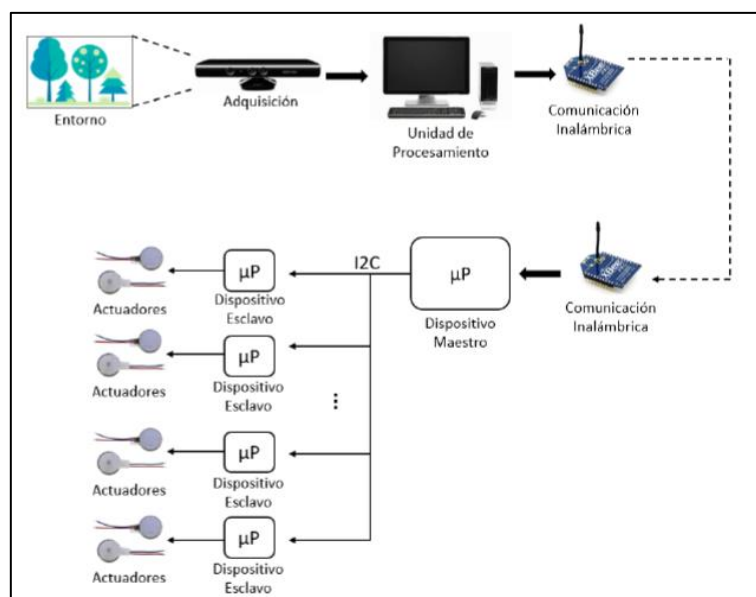 Entorno
Adquisición
Unidad de
Procesamiento
Comunicación
Inalámbrica
I2C
µP
Dispositivo
Maestro
Comunicación
Inalámbrica
Actuadores
µP
Dispositivo
Esclavo
Actuadores
µP
Dispositivo
Esclavo
Actuadores
µP
Dispositivo
Esclavo
Actuadores
µP
Dispositivo
Esclavo